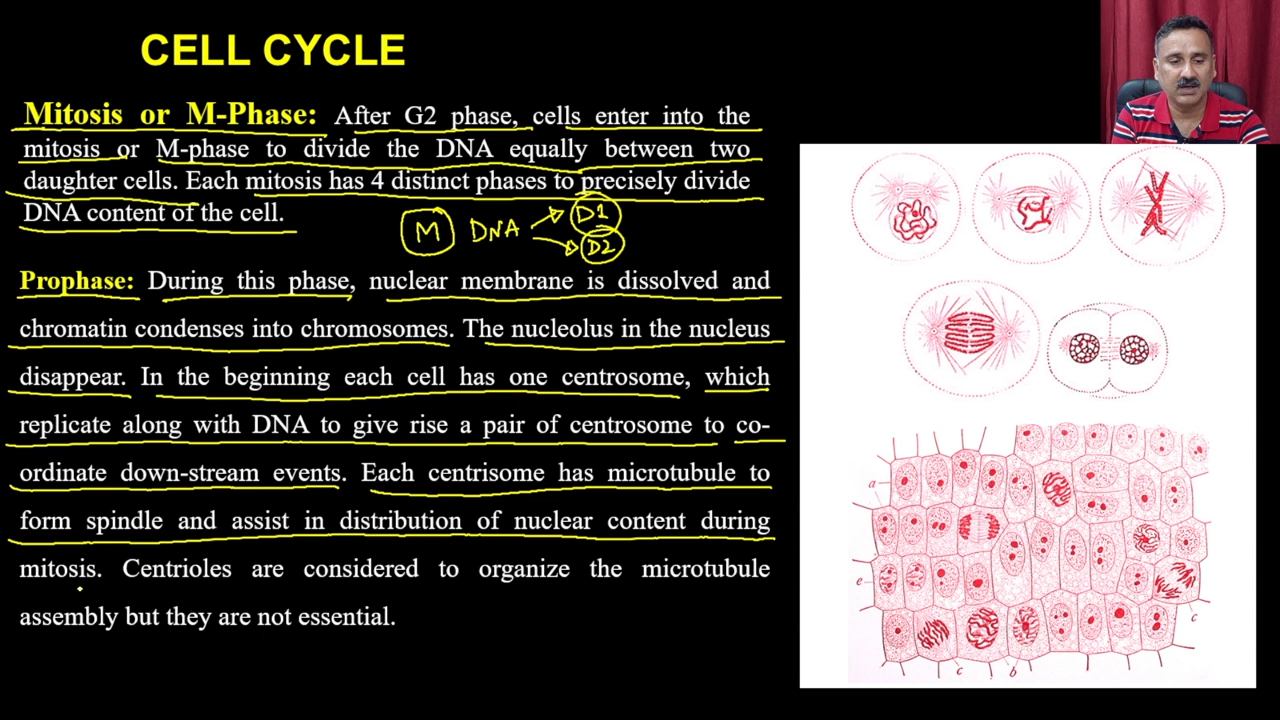 CELL CYCLE
Mitosis or M-Phase: After G2 phase, cells enter into the
mitosis or M-phase to divide the DNA equally between two
daughter cells. Each mitosis has 4 distinct phases to precisely divide
DNA content of the cell.
M DNA D1
D2
Prophase: During this phase, nuclear membrane is dissolved and
chromatin condenses into chromosomes. The nucleolus in the nucleus
disappear. In the beginning each cell has one centrosome, which
replicate along with DNA to give rise a pair of centrosome to co-
ordinate down-stream events. Each centrisome has microtubule to
form spindle and assist in distribution of nuclear content during
mitosis. Centrioles are considered to organize the microtubule
assembly but they are not essential.
a
e
c
c
b